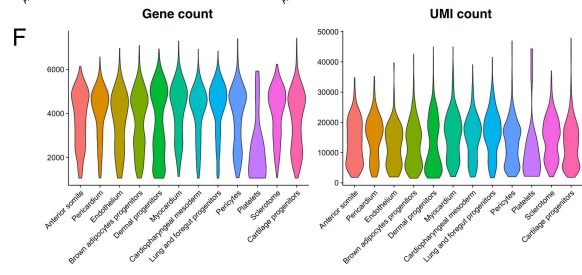 Gene count
UMI count
F
6000
4000
2000
50000
40000
30000
20000
10000
0
Anterior somite
Pericardium
Endothelium
Brown adipocytes progenitors
Dermal progenitors
Myocardium
Cardiopharyngeal mesoderm
Lung and foregut progenitors
Pericytes
Platelets
Sclerotome
Cartilage progenitors
Anterior somite
Pericardium
Endothelium
Brown adipocytes progenitors
Dermal progenitors
Myocardium
Cardiopharyngeal mesoderm
Lung and foregut progenitors
Pericytes
Platelets
Sclerotome
Cartilage progenitors